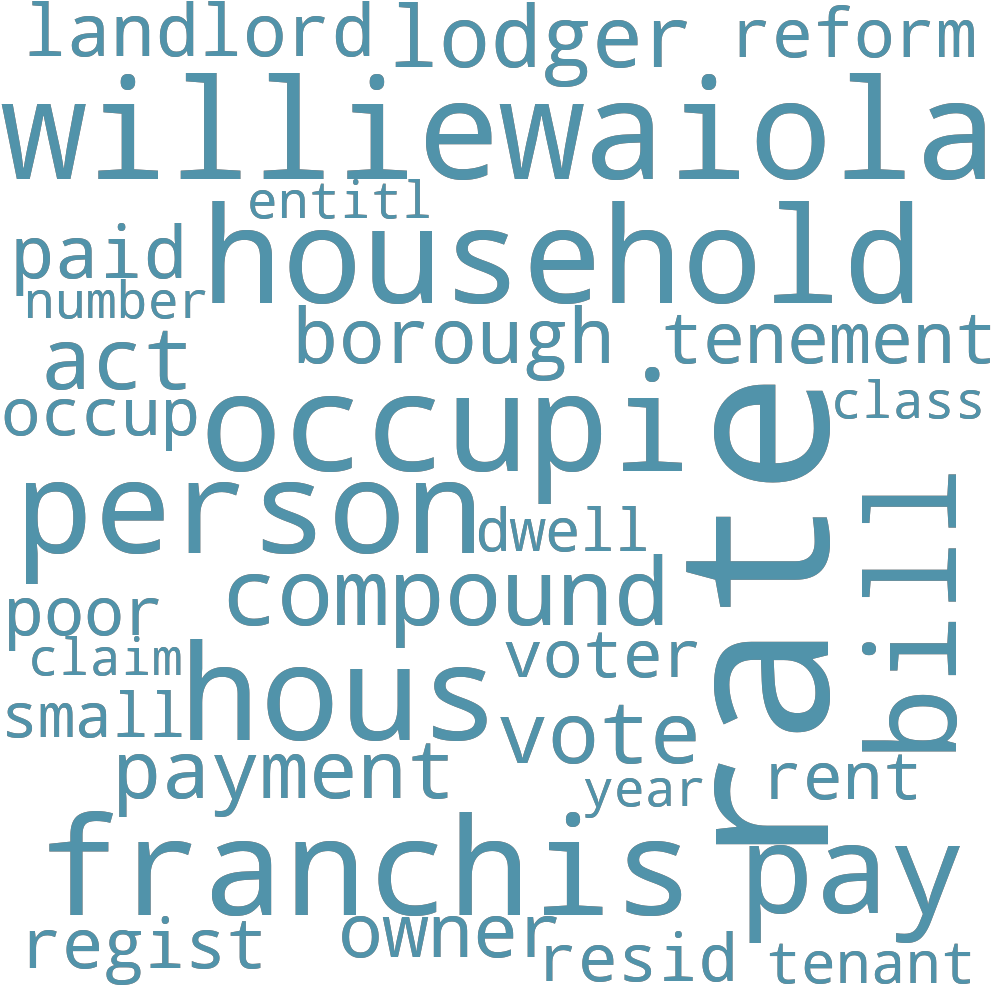 landlord lodger reform
williewaiola
entitl
paid household
number
borough tenement
act
occup occupie class
rate
bill
person
dwell
compound
poor
voter
claim
hous
small
vote
payment
year rent
franchis pay
regist owner
resid tenant